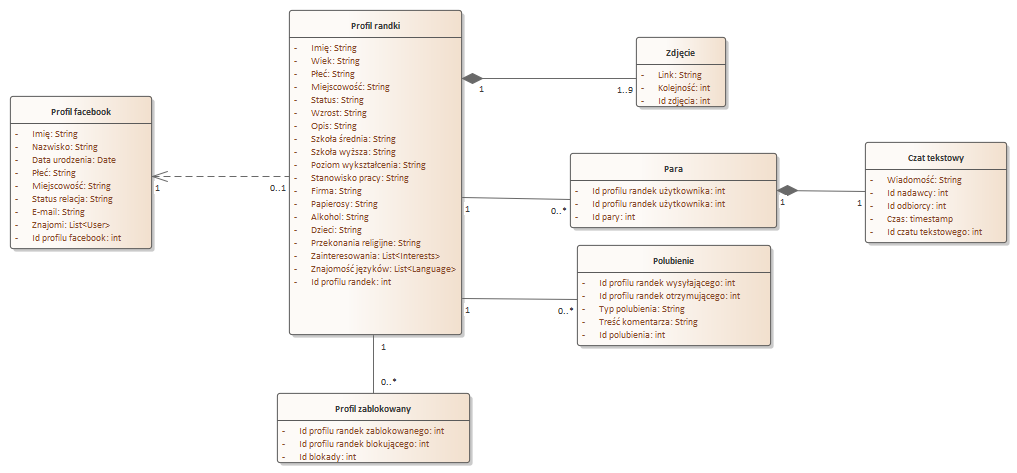 Profil randki
- Imię: String
- Wiek: String
- Płeć: String
- Miejscowość: String
- Status: String
- Wzrost: String
- Opis: String
- Szkoła średnia: String
- Szkoła wyższa: String
- Poziom wykształcenia: String
- Stanowisko pracy: String
- Firma: String
- Papierosy: String
- Alkohol: String
- Dzieci: String
- Przekonania religijne: String
- Zainteresowania: List<Interests>
- Znajomość języków: List<Language>
- Id profilu randek: int
Profil facebook
- Imię: String
- Nazwisko: String
- Data urodzenia: Date
- Płeć: String
- Miejscowość: String
- Status relacja: String
- E-mail: String
- Znajomi: List<User>
- Id profilu facebook: int
1
0..1
Zdjęcie
- Link: String
- Kolejność: int
- Id zdjęcia: int
1
1..9
Para
- Id profilu randek użytkownika: int
- Id profilu randek użytkownika: int
- Id pary: int
1
0..*
Czat tekstowy
- Wiadomość: String
- Id nadawcy: int
- Id odbiorcy: int
- Czas: timestamp
- Id czatu tekstowego: int
1
1
Polubienie
- Id profilu randek wysyłającego: int
- Id profilu randek otrzymującego: int
- Typ polubienia: String
- Treść komentarza: String
- Id polubienia: int
1
0..*
1
0..*
Profil zablokowany
- Id profilu randek zablokowanego: int
- Id profilu randek blokującego: int
- Id blokady: int